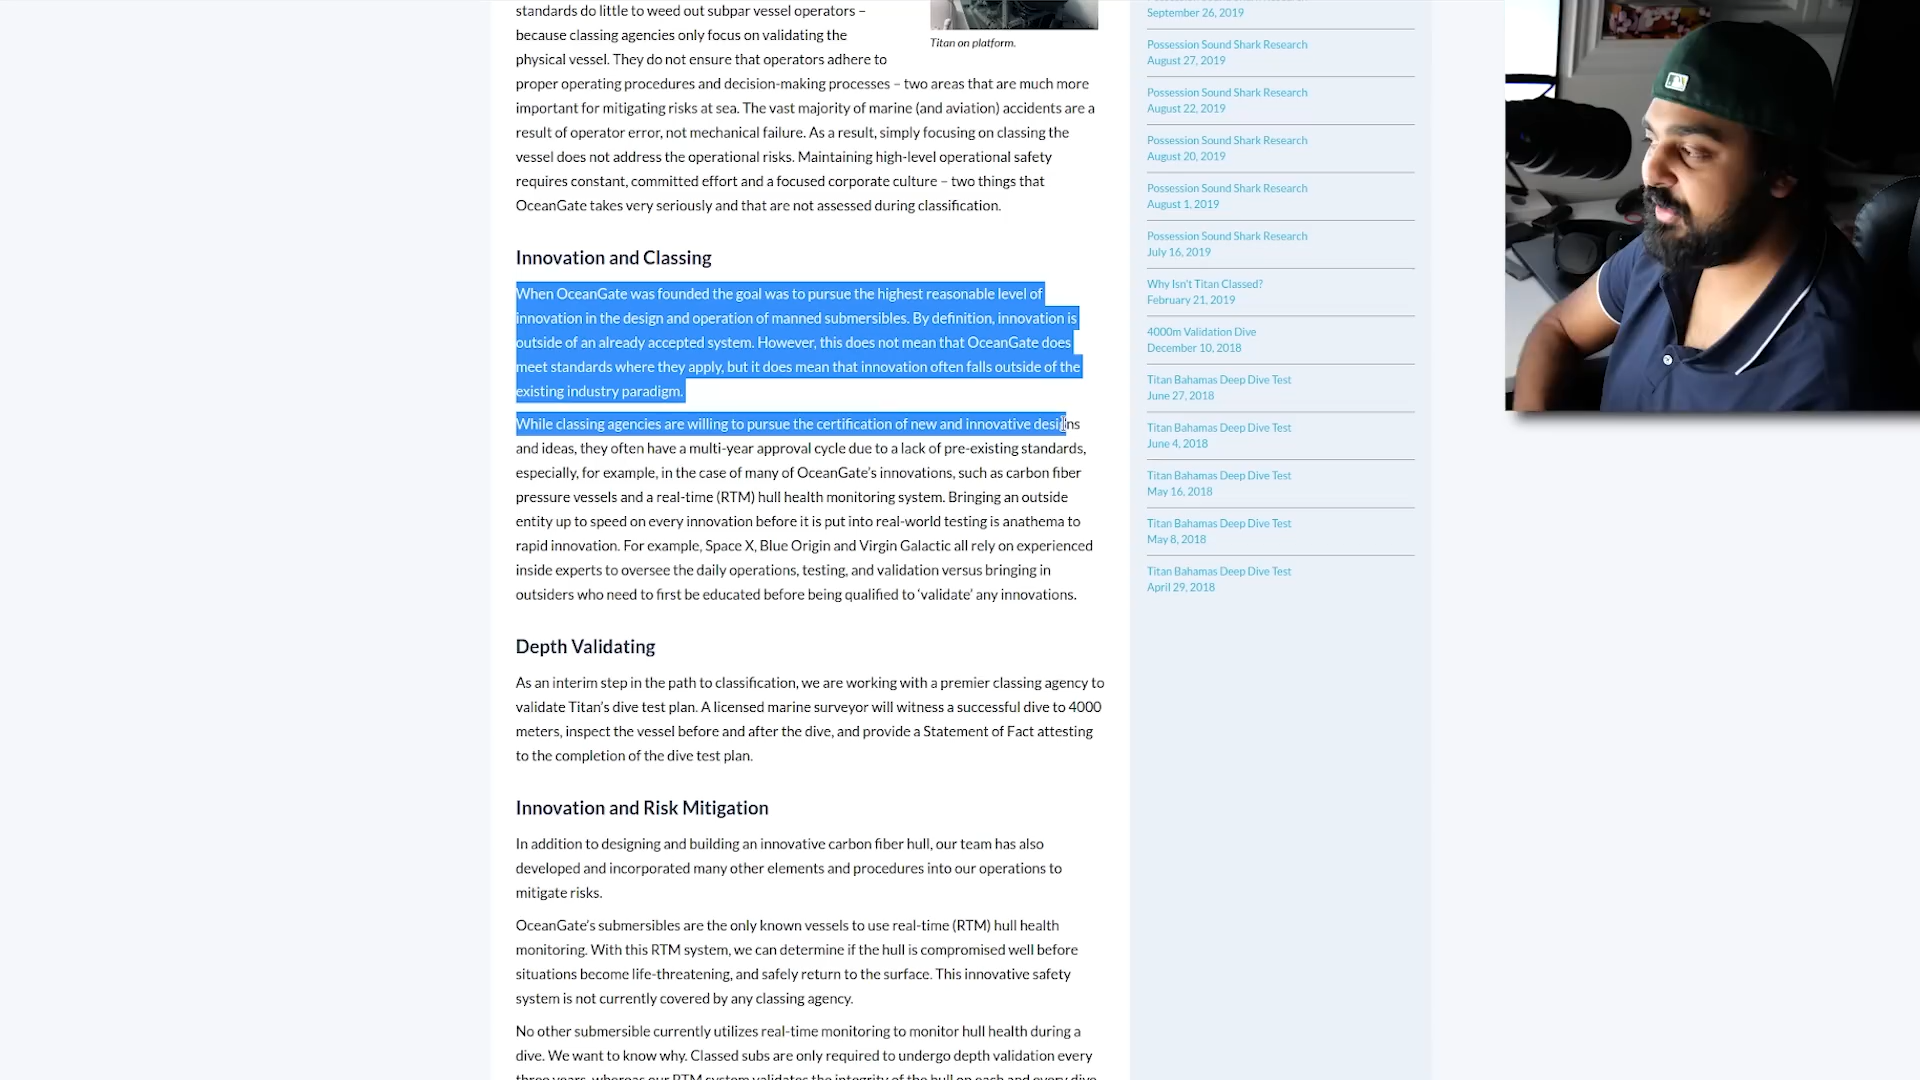 standards do little to weed out subpar vessel operators –
because classing agencies only focus on validating the
physical vessel. They do not ensure that operators adhere to
proper operating procedures and decision-making processes – two areas that are much more
important for mitigating risks at sea. The vast majority of marine (and aviation) accidents are a
result of operator error, not mechanical failure. As a result, simply focusing on classing the
vessel does not address the operational risks. Maintaining high-level operational safety
requires constant, committed effort and a focused corporate culture – two things that
OceanGate takes very seriously and that are not assessed during classification.
Titan on platform.
Innovation and Classing
When OceanGate was founded the goal was to pursue the highest reasonable level of
innovation in the design and operation of manned submersibles. By definition, innovation is
outside of an already accepted system. However, this does not mean that OceanGate does
meet standards where they apply, but it does mean that innovation often falls outside of the
existing industry paradigm.
While classing agencies are willing to pursue the certification of new and innovative designs
and ideas, they often have a multi-year approval cycle due to a lack of pre-existing standards,
especially, for example, in the case of many of OceanGate's innovations, such as carbon fiber
pressure vessels and a real-time (RTM) hull health monitoring system. Bringing an outside
entity up to speed on every innovation before it is put into real-world testing is anathema to
rapid innovation. For example, Space X, Blue Origin and Virgin Galactic all rely on experienced
inside experts to oversee the daily operations, testing, and validation versus bringing in
outsiders who need to first be educated before being qualified to ‘validate’ any innovations.
Depth Validating
As an interim step in the path to classification, we are working with a premier classing agency to
validate Titan's dive test plan. A licensed marine surveyor will witness a successful dive to 4000
meters, inspect the vessel before and after the dive, and provide a Statement of Fact attesting
to the completion of the dive test plan.
Innovation and Risk Mitigation
In addition to designing and building an innovative carbon fiber hull, our team has also
developed and incorporated many other elements and procedures into our operations to
mitigate risks.
OceanGate's submersibles are the only known vessels to use real-time (RTM) hull health
monitoring. With this RTM system, we can determine if the hull is compromised well before
situations become life-threatening, and safely return to the surface. This innovative safety
system is not currently covered by any classing agency.
No other submersible currently utilizes real-time monitoring to monitor hull health during a
dive. We want to know why. Classed subs are only required to undergo depth validation every
three years, whereas our RTM system validates the integrity of the hull on each and every dive
Possession Sound Shark Research
September 26, 2019
Possession Sound Shark Research
August 27, 2019
Possession Sound Shark Research
August 22, 2019
Possession Sound Shark Research
August 20, 2019
Possession Sound Shark Research
August 1, 2019
Possession Sound Shark Research
July 16, 2019
Why Isn't Titan Classed?
February 21, 2019
4000m Validation Dive
December 10, 2018
Titan Bahamas Deep Dive Test
June 27, 2018
Titan Bahamas Deep Dive Test
June 4, 2018
Titan Bahamas Deep Dive Test
May 16, 2018
Titan Bahamas Deep Dive Test
May 8, 2018
Titan Bahamas Deep Dive Test
April 29, 2018